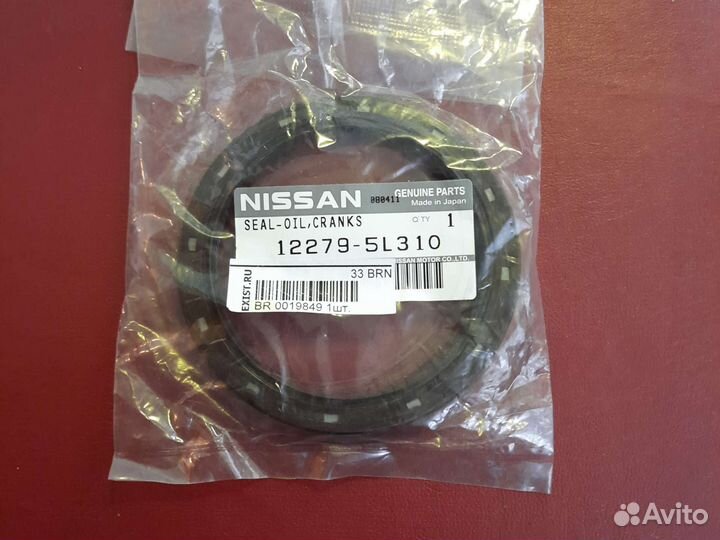 NISSAN 080411 GENUINE PARTS
Made in Japan
SEAL-OIL,CRANKS Q'TY 1
12279-5L310
NISSAN MOTOR CO.,LTD
33 BRN
EXIST.RU
BR 0019849 1шт.
Avito